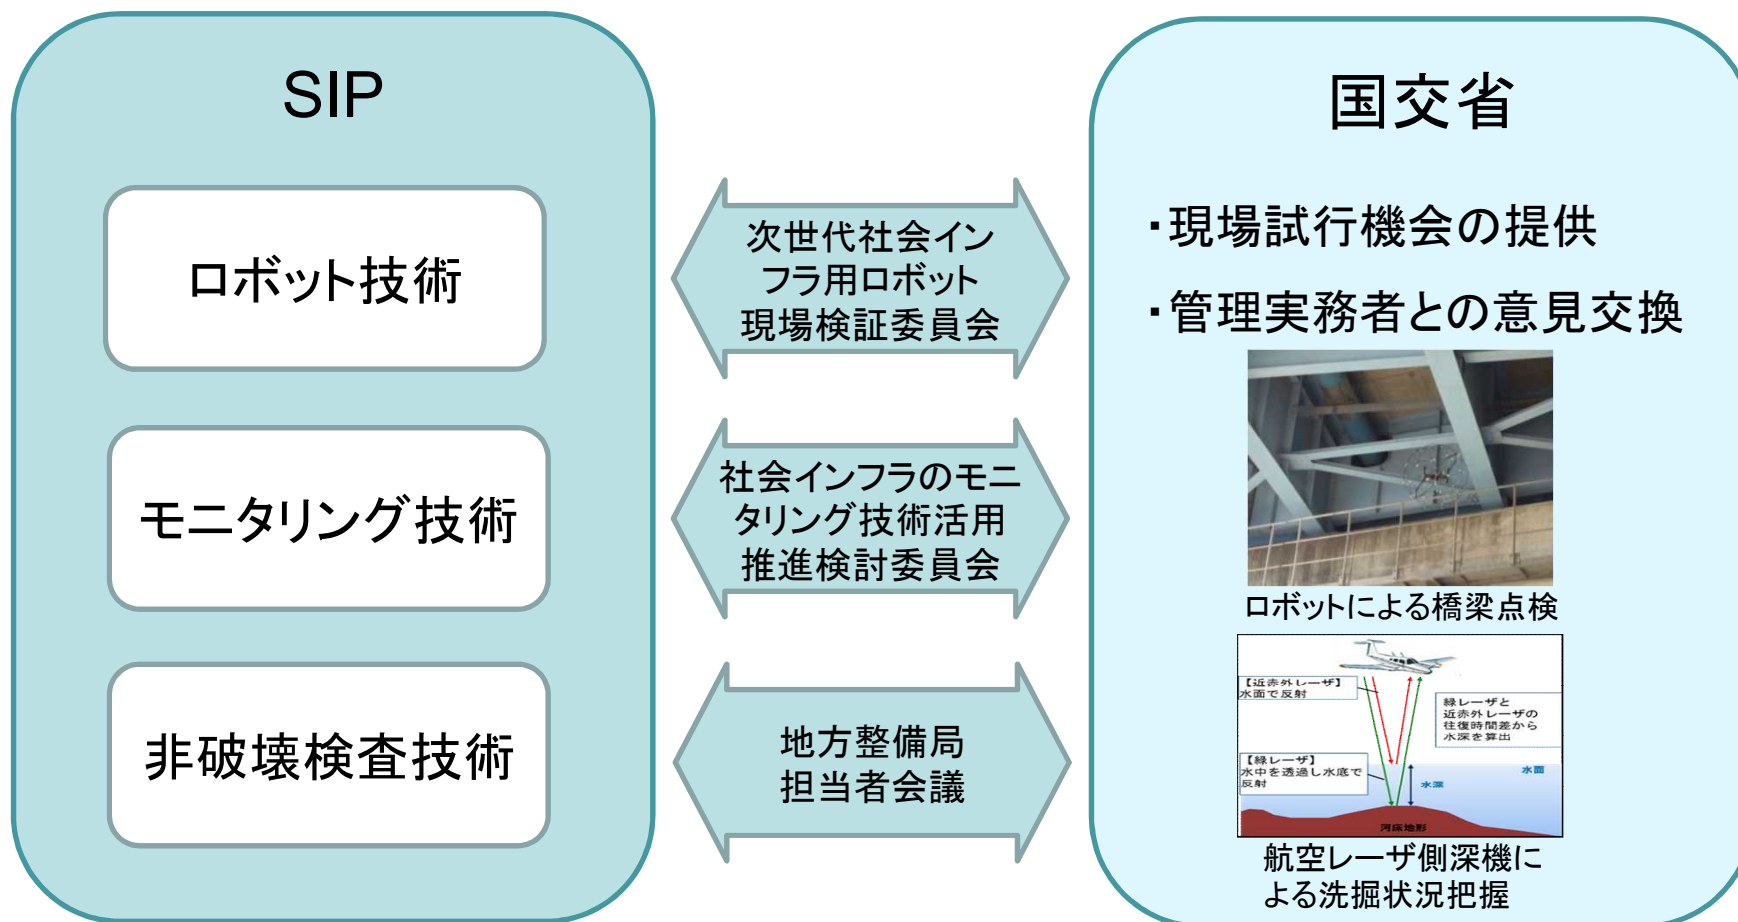 SIP
ロボット技術
モニタリング技術
非破壊検査技術
次世代社会イン
フラ用ロボット
現場検証委員会
社会インフラのモニ
タリング技術活用
推進検討委員会
地方整備局
担当者会議
国交省
・現場試行機会の提供
・管理実務者との意見交換
ロボットによる橋梁点検
【近赤外レーザ】
水面で反射
緑レーザと
近赤外レーザの
往復時間差から
水深を算出
【緑レーザ】
水中を透過し水底で
反射
水面
水深
河床地形
航空レーザ側深機に
よる洗掘状況把握